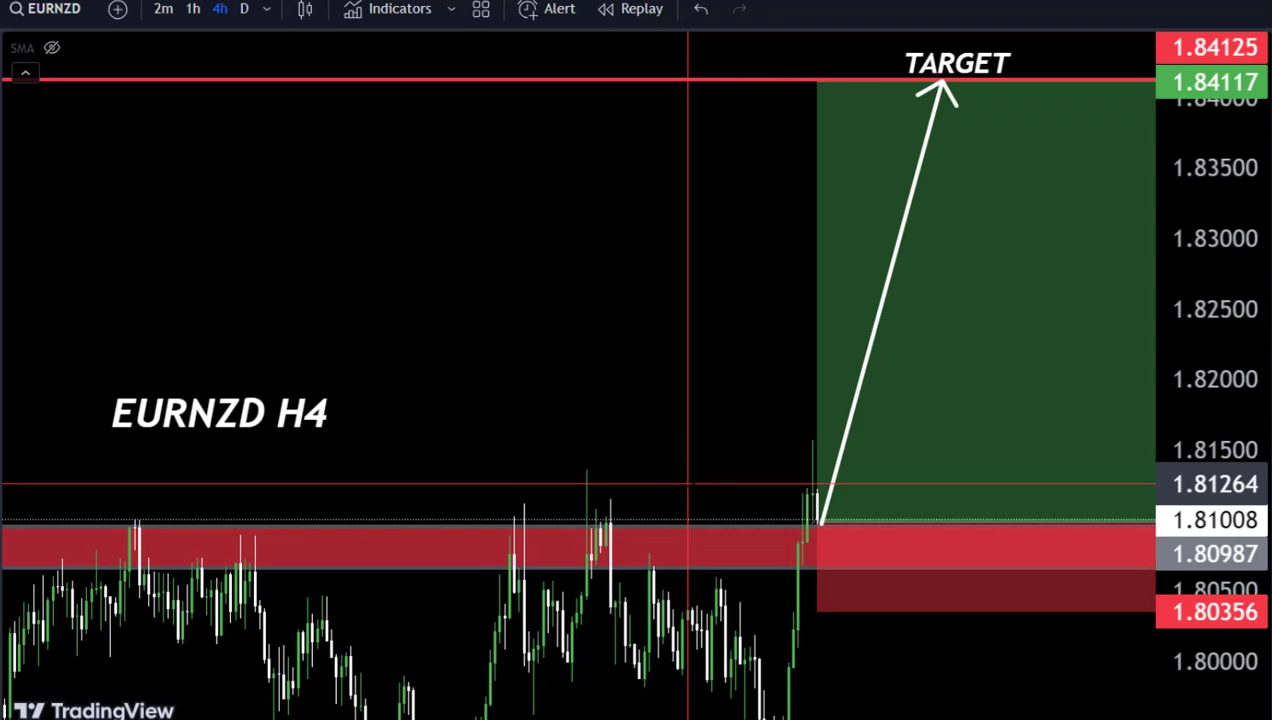 EURNZD 2m 1h 4h D Indicators Alert Replay
SMA
TARGET
1.84125
1.84117
1.84000
1.83500
1.83000
1.82500
1.82000
EURNZD H4
1.81500
1.81264
1.81008
1.80987
1.80500
1.80356
1.80000
TradingView